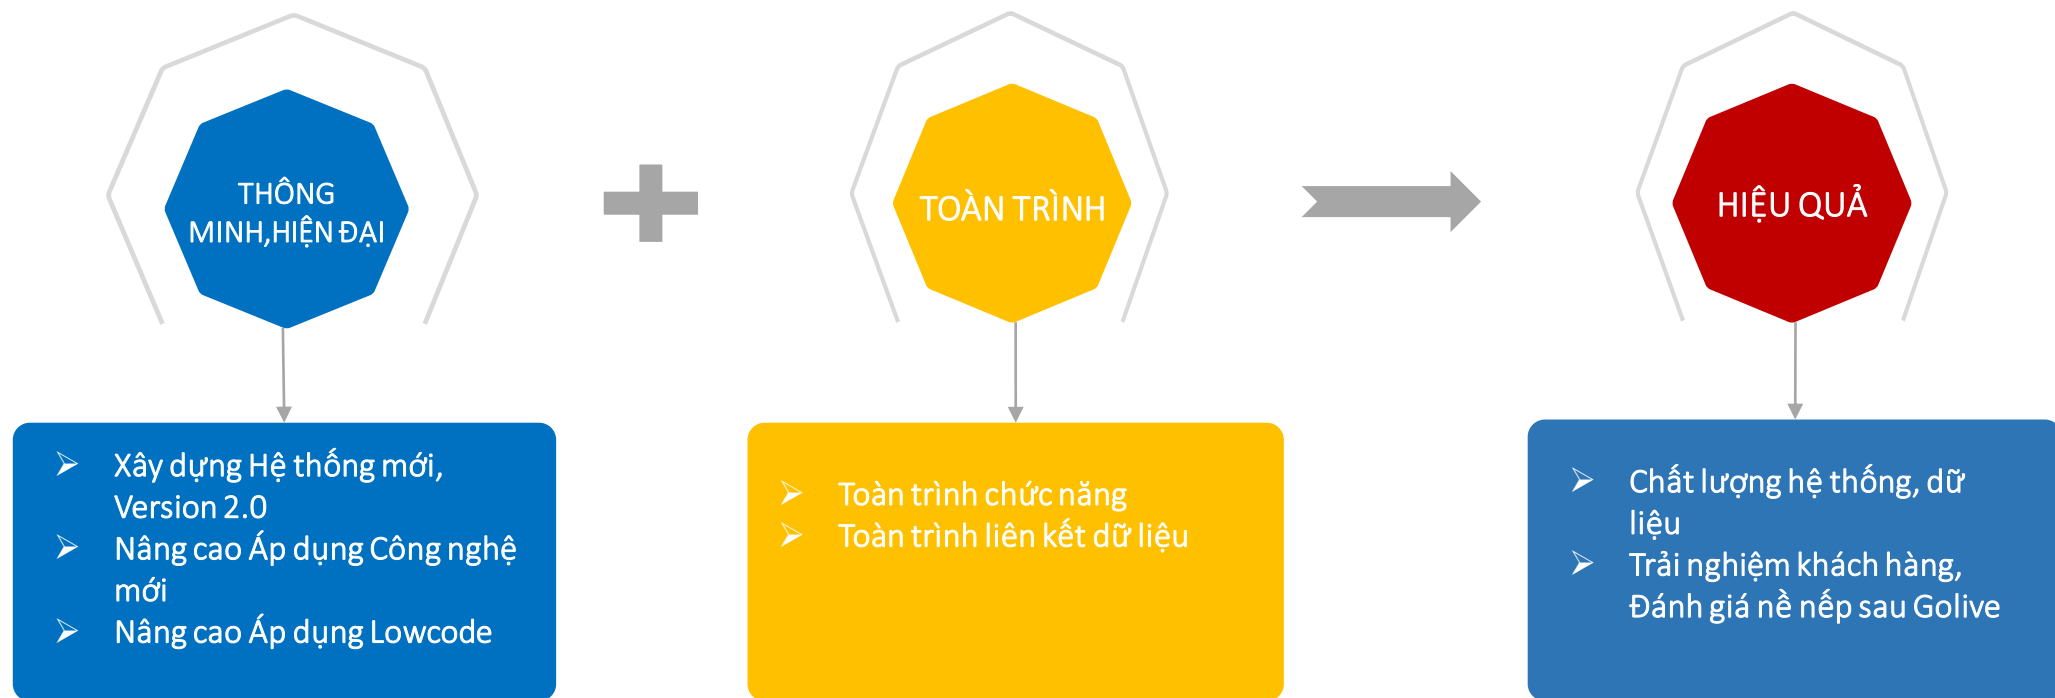 THÔNG
MINH,HIỆN ĐẠI
TOÀN TRÌNH
HIỆU QUẢ
Xây dựng Hệ thống mới,
Version 2.0
Nâng cao Áp dụng Công nghệ
mới
Nâng cao Áp dụng Lowcode
Toàn trình chức năng
Toàn trình liên kết dữ liệu
Chất lượng hệ thống, dữ
liệu
Trải nghiệm khách hàng,
Đánh giá nề nếp sau Golive